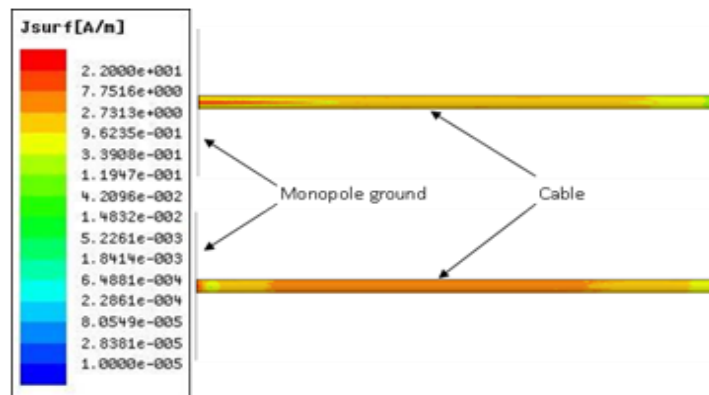 Jsurf[A/m]
2.2000e+001
7.7516e+000
2.7313e+000
9.6235e-001
3.3908e-001
1.1947e-001
4.2096e-002
1.4832e-002
5.2261e-003
1.8414e-003
6.4881e-004
2.2861e-004
8.0549e-005
2.8381e-005
1.0000e-005
Monopole ground
Cable